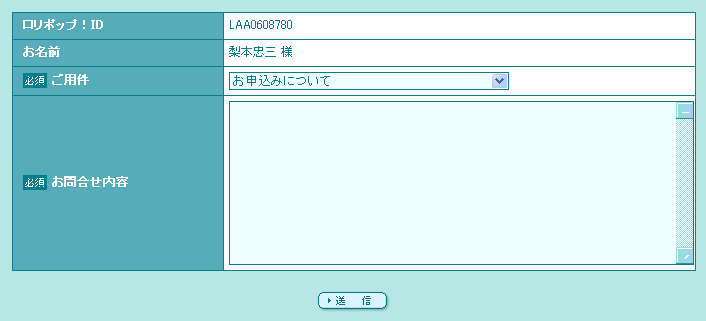 ロリポップ！ID LAA0608780
お名前 梨本忠三 様
必須 ご用件 お申込みについて
必須 お問合せ内容
送 信